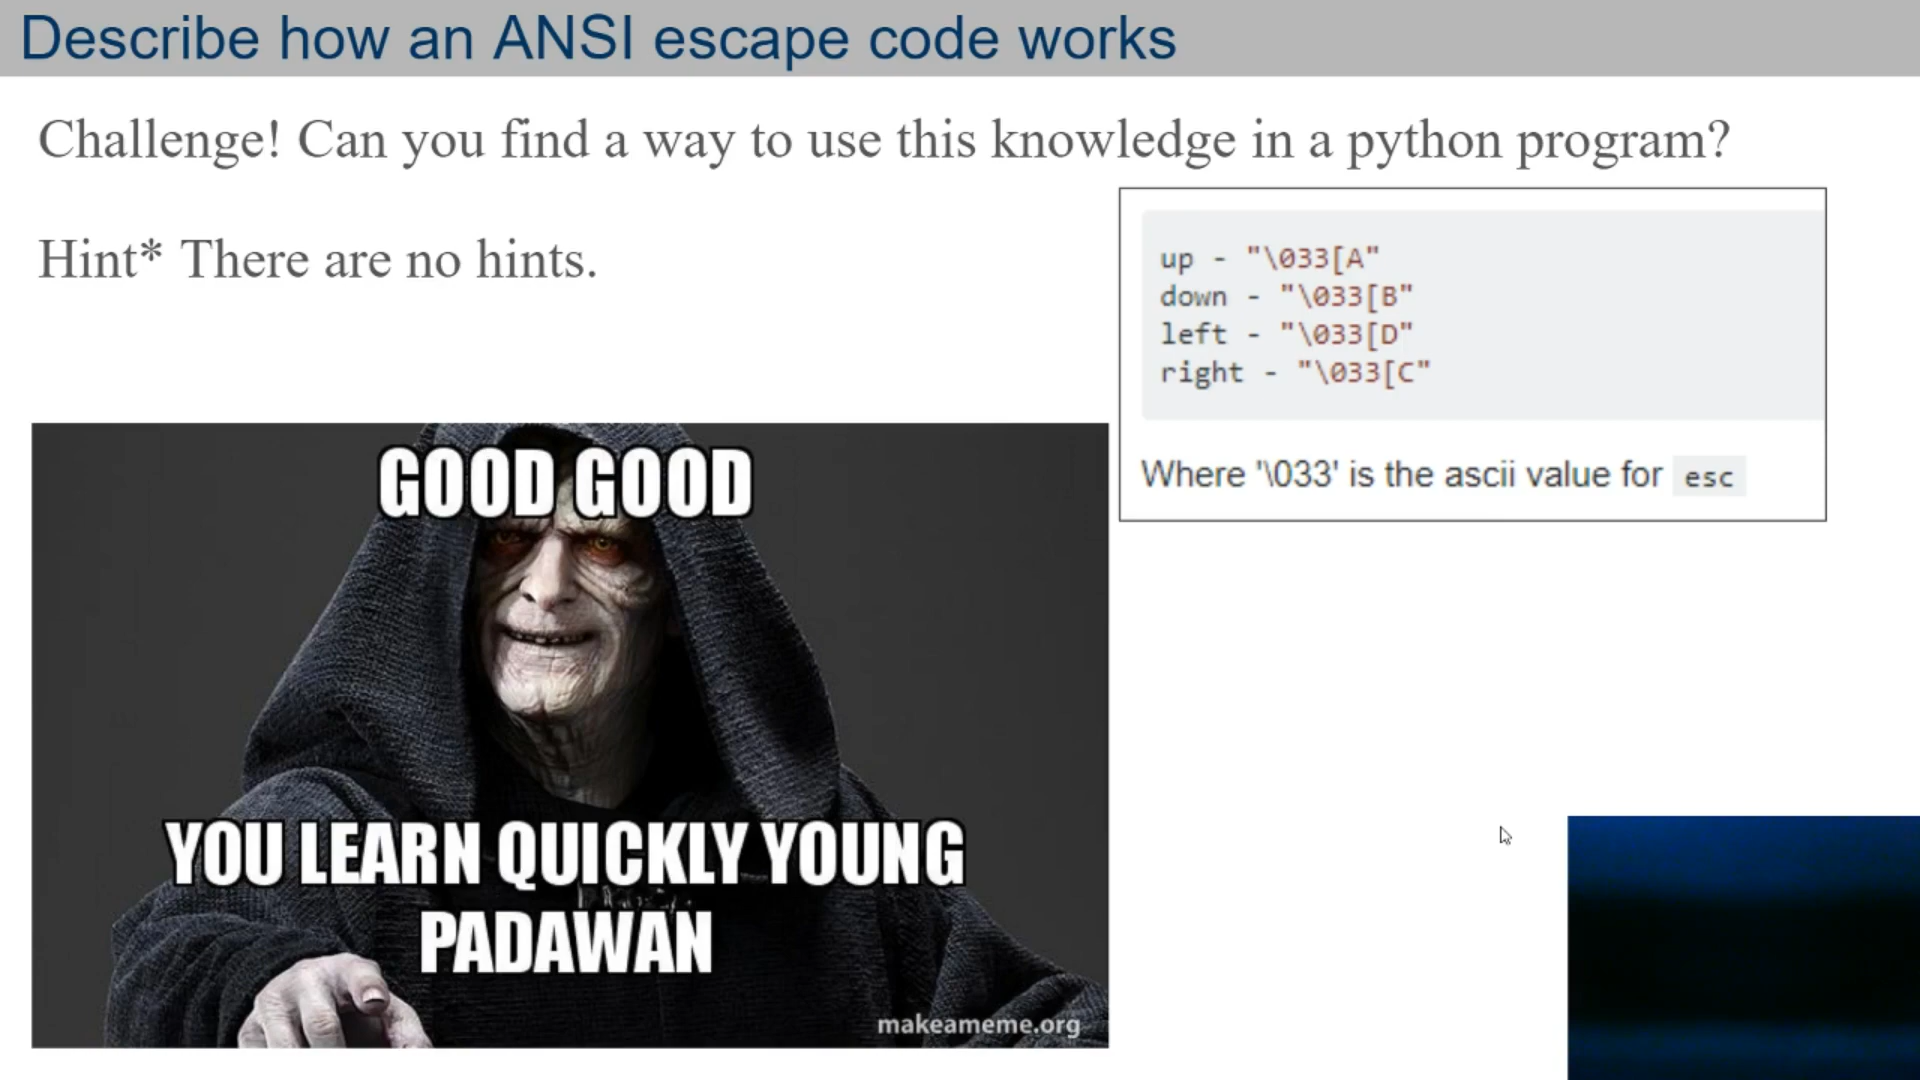 Describe how an ANSI escape code works
Challenge! Can you find a way to use this knowledge in a python program?
Hint* There are no hints.
up - "\033[A"
down - "\033[B"
left - "\033[D"
right - "\033[C"
Where '\033' is the ascii value for esc
GOOD GOOD
YOU LEARN QUICKLY YOUNG
PADAWAN
makeameme.org